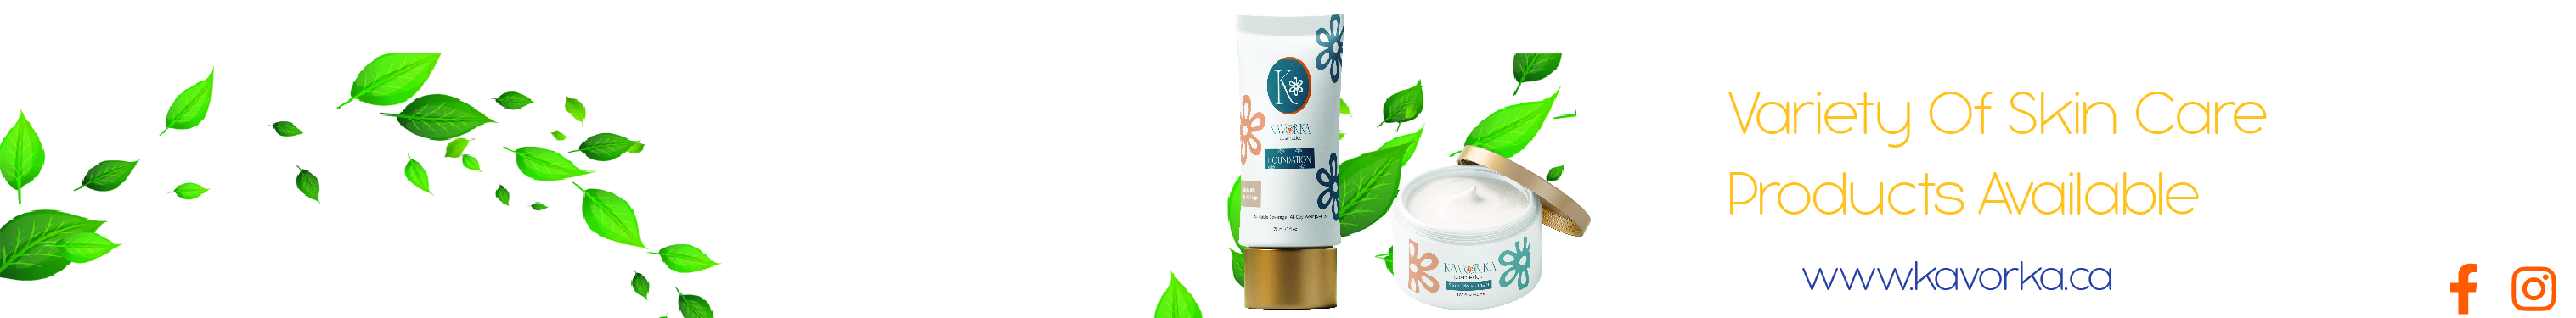 K
KAVORKA
FOUNDATION
KAVORKA
Variety Of Skin Care
Products Available
www.kavorka.ca